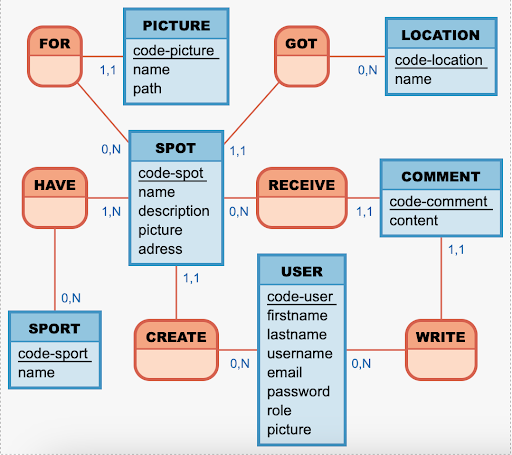 FOR
1,1
PICTURE
code-picture
name
path
GOT
0,N
LOCATION
code-location
name
0,N
1,1
HAVE
1,N
SPOT
code-spot
name
description
picture
adress
0,N
RECEIVE
1,1
COMMENT
code-comment
content
1,1
1,1
0,N
SPORT
code-sport
name
CREATE
0,N
USER
code-user
firstname
lastname
username
email
password
role
picture
0,N
WRITE